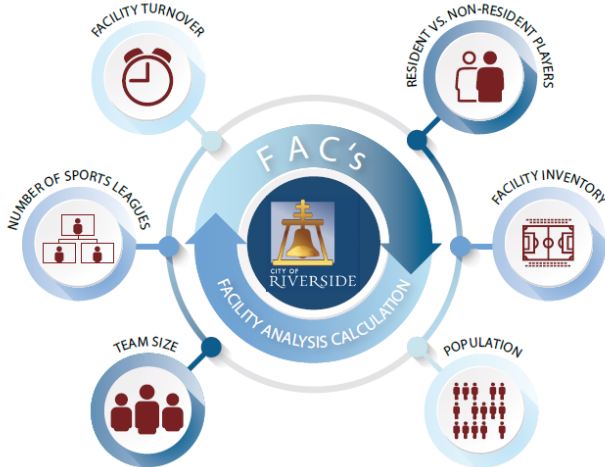 FACILITY TURNOVER
RESIDENT VS. NON-RESIDENT PLAYERS
FAC's
NUMBER OF SPORTS LEAGUES
FACILITY INVENTORY
CITY OF
RIVERSIDE
FACILITY ANALYSIS CALCULATION
TEAM SIZE
POPULATION